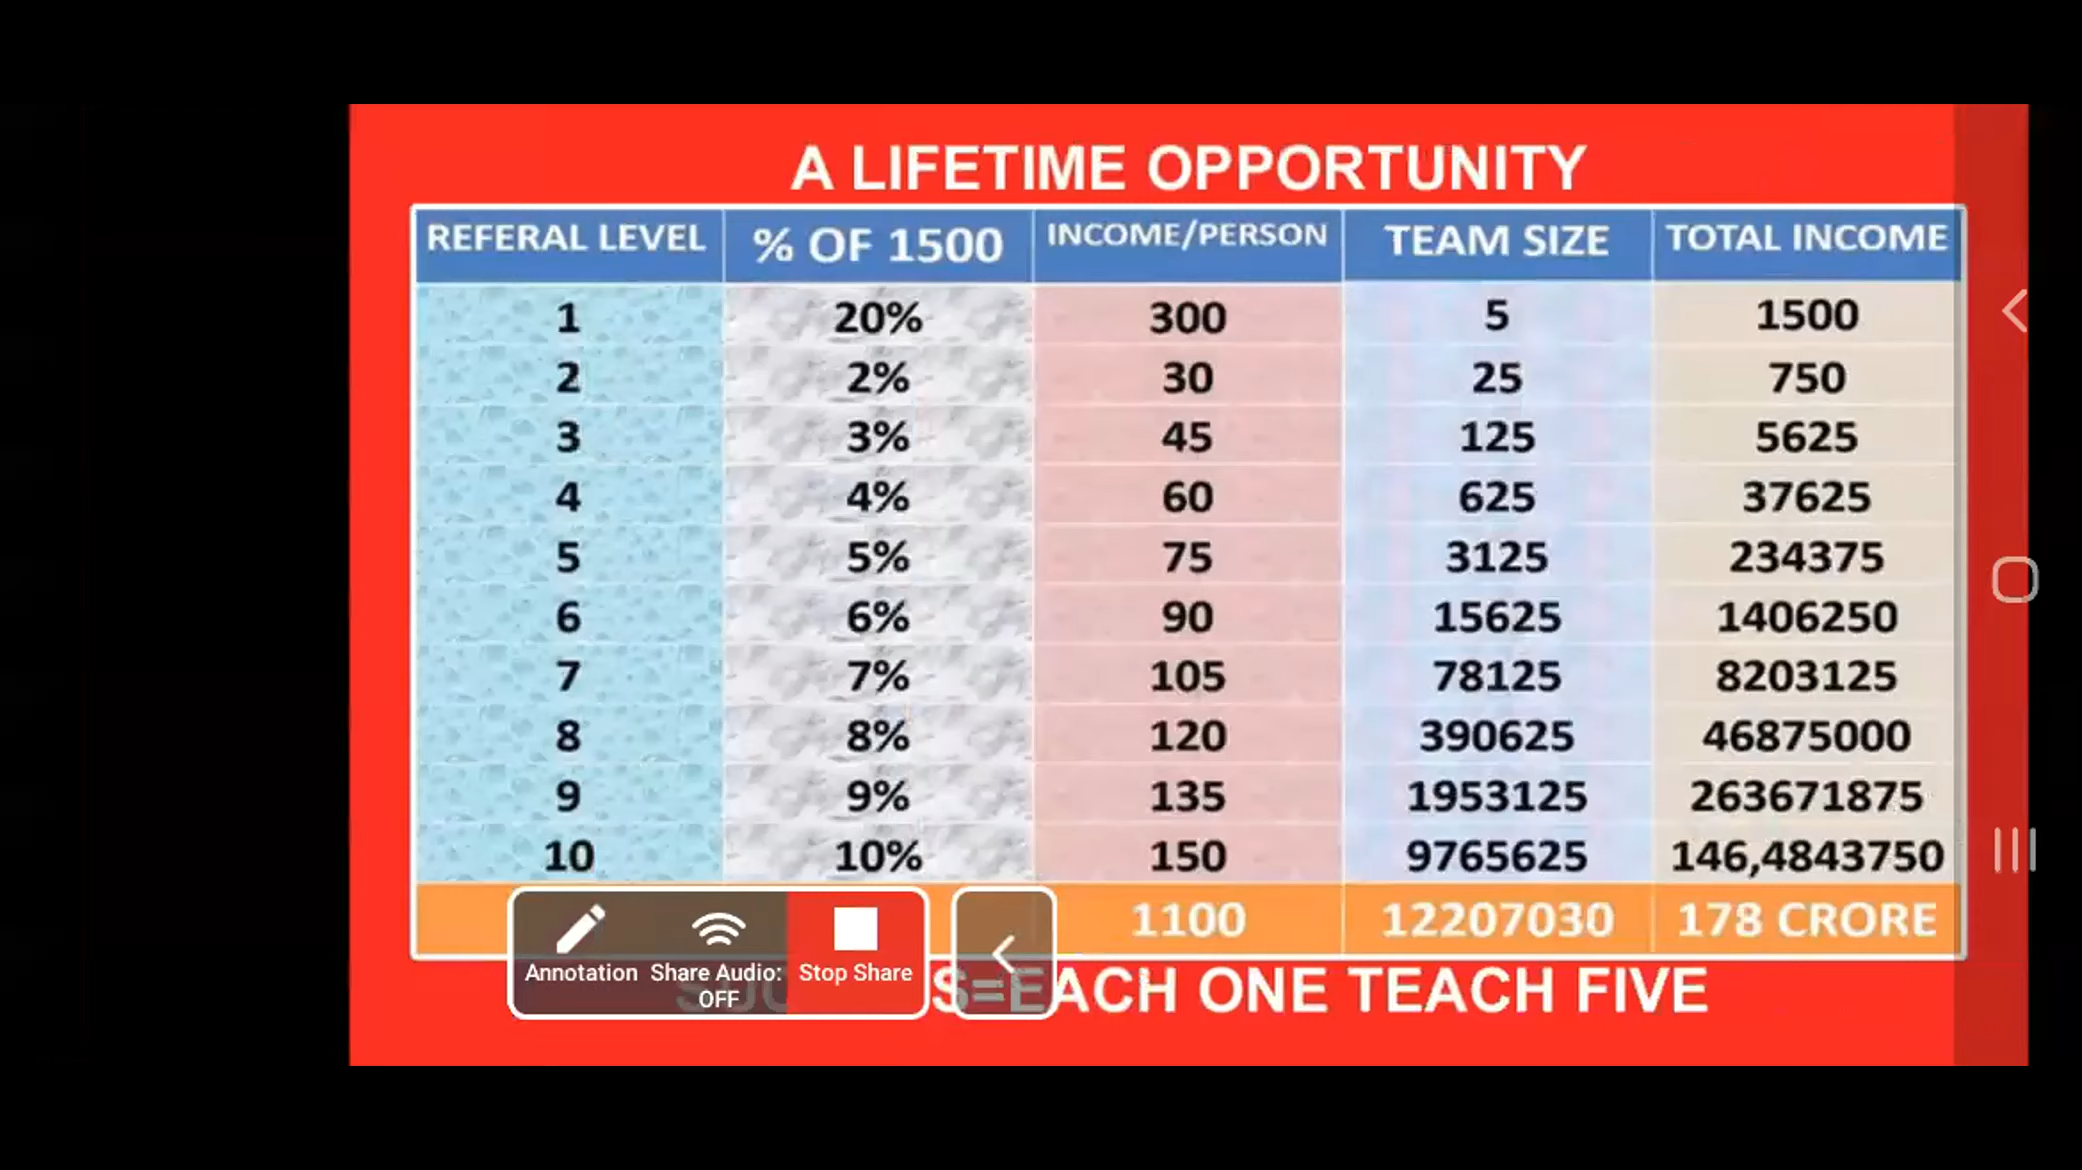 A LIFETIME OPPORTUNITY
REFERAL LEVEL % OF 1500 INCOME/PERSON TEAM SIZE TOTAL INCOME
1 20% 300 5 1500
2 2% 30 25 750
3 3% 45 125 5625
4 4% 60 625 37625
5 5% 75 3125 234375
6 6% 90 15625 1406250
7 7% 105 78125 8203125
8 8% 120 390625 46875000
9 9% 135 1953125 263671875
10 10% 150 9765625 146,4843750
1100 12207030 178 CRORE
Annotation Share Audio: OFF Stop Share
S=EACH ONE TEACH FIVE